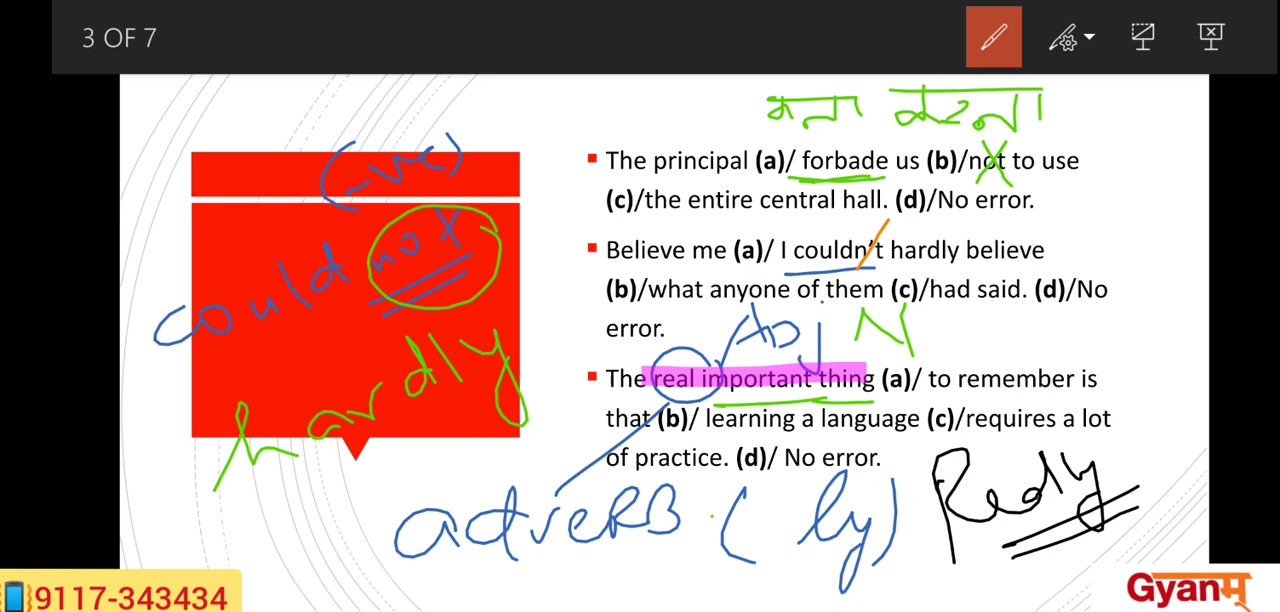 3 OF 7
मना करना
The principal (a)/ forbade us (b)/not to use
(c)/the entire central hall. (d)/No error.
Believe me (a)/ I couldn't hardly believe
(b)/what anyone of them (c)/had said. (d)/No
error.
The real important thing (a)/ to remember is
that (b)/ learning a language (c)/requires a lot
of practice. (d)/ No error.
(-ve)
could not
hardly
Adj N
adverB (ly) Really
9117-343434
Gyanम